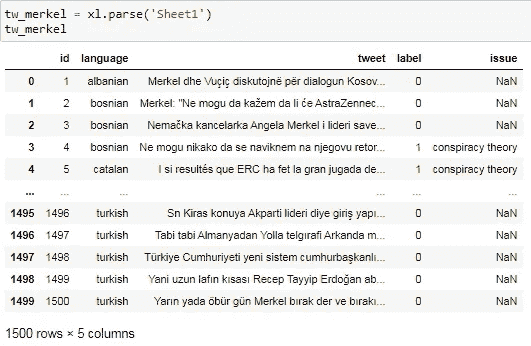 tw_merkel = xl.parse('Sheet1')
tw_merkel
id language tweet label issue
0 1 albanian Merkel dhe Vuçiç diskutojnë për dialogun Kosov... 0 NaN
1 2 bosnian Merkel: "Ne mogu da kažem da li će AstraZennec... 0 NaN
2 3 bosnian Nemačka kancelarka Angela Merkel i lideri save... 0 NaN
3 4 bosnian Ne mogu nikako da se naviknem na njegovu retor... 1 conspiracy theory
4 5 catalan I si resultés que ERC ha fet la gran jugada de... 1 conspiracy theory
... ... ... ... ... ...
1495 1496 turkish Sn Kiras konuya Akparti lideri diye giriş yapı... 0 NaN
1496 1497 turkish Tabi tabi Almanyadan Yolla telgırafi Arkanda m... 0 NaN
1497 1498 turkish Türkiye Cumhuriyeti yeni sistem cumhurbaşkanlı... 0 NaN
1498 1499 turkish Yani uzun lafın kısası Recep Tayyip Erdoğan ab... 0 NaN
1499 1500 turkish Yarın yada öbür gün Merkel bırak der ve bırakı... 0 NaN
1500 rows × 5 columns